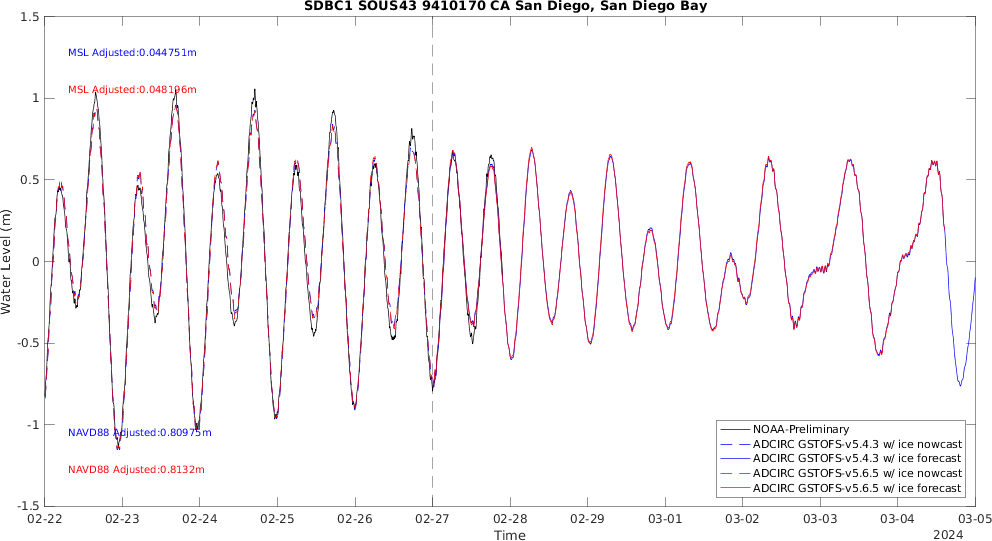 SDBC1 SOUS43 9410170 CA San Diego, San Diego Bay
1.5
MSL Adjusted:0.044751m
MSL Adjusted:0.048196m
1
0.5
Water Level (m)
0
-0.5
-1
NAVD88 Adjusted:0.80975m
NAVD88 Adjusted:0.8132m
-1.5
NOAA-Preliminary
ADCIRC GSTOFS-v5.4.3 w/ ice nowcast
ADCIRC GSTOFS-v5.4.3 w/ ice forecast
ADCIRC GSTOFS-v5.6.5 w/ ice nowcast
ADCIRC GSTOFS-v5.6.5 w/ ice forecast
02-22 02-23 02-24 02-25 02-26 02-27 02-28 02-29 03-01 03-02 03-03 03-04 03-05
Time
2024